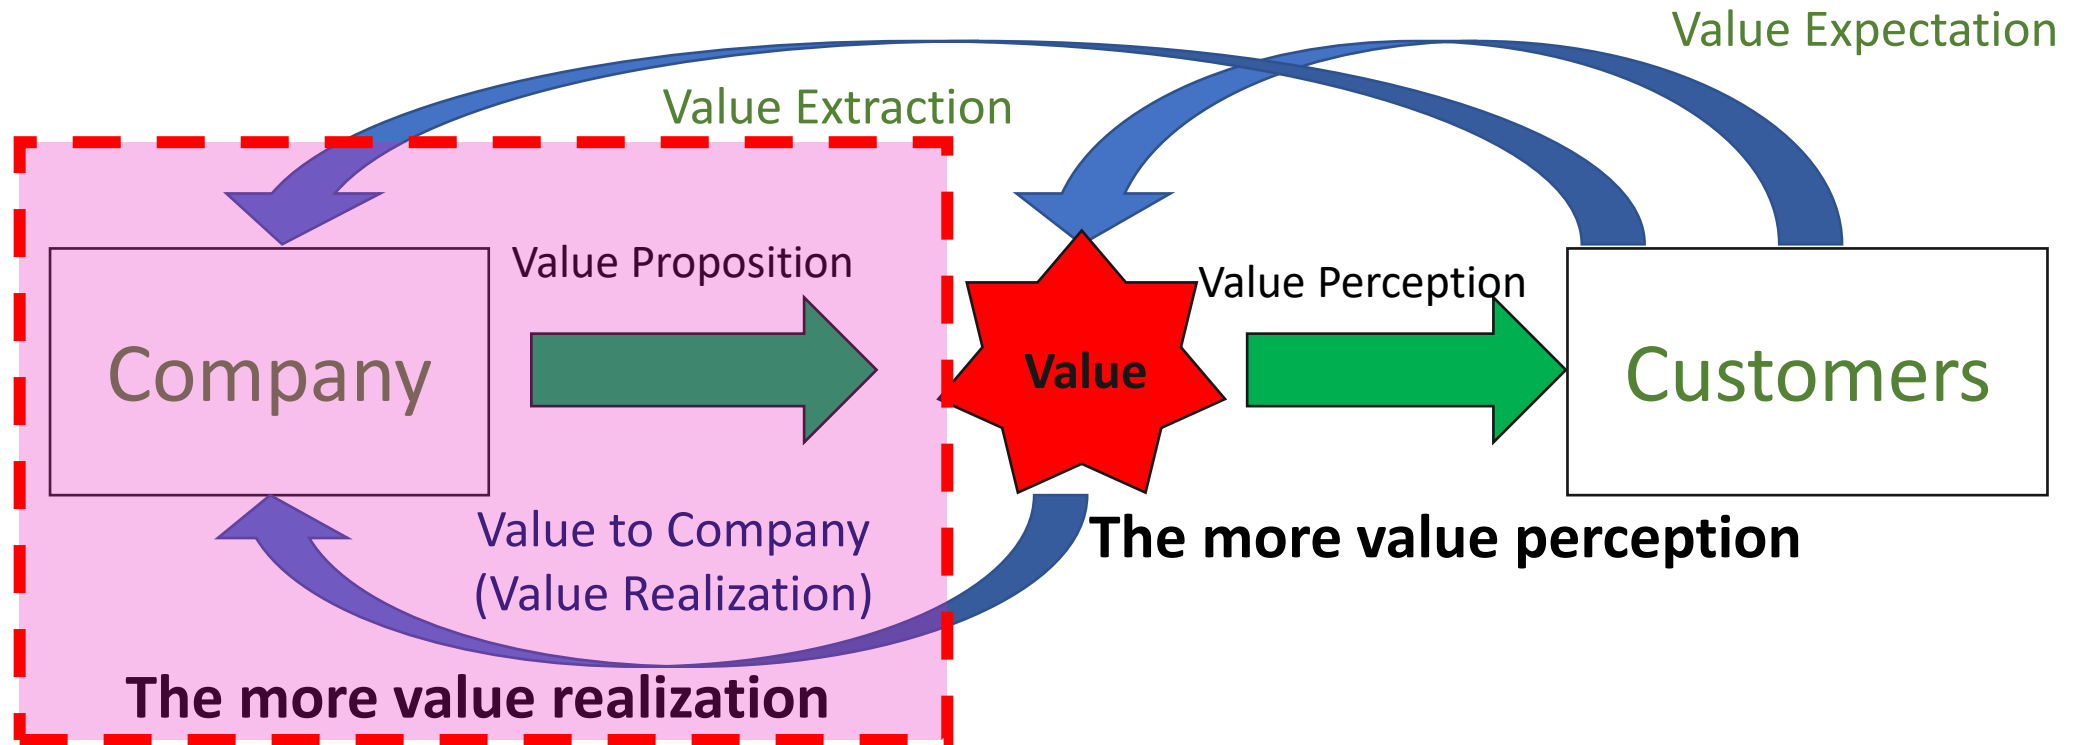 Value Expectation
Value Extraction
Value Proposition
Value Perception
Company
Value
Customers
Value to Company
(Value Realization)
The more value perception
The more value realization